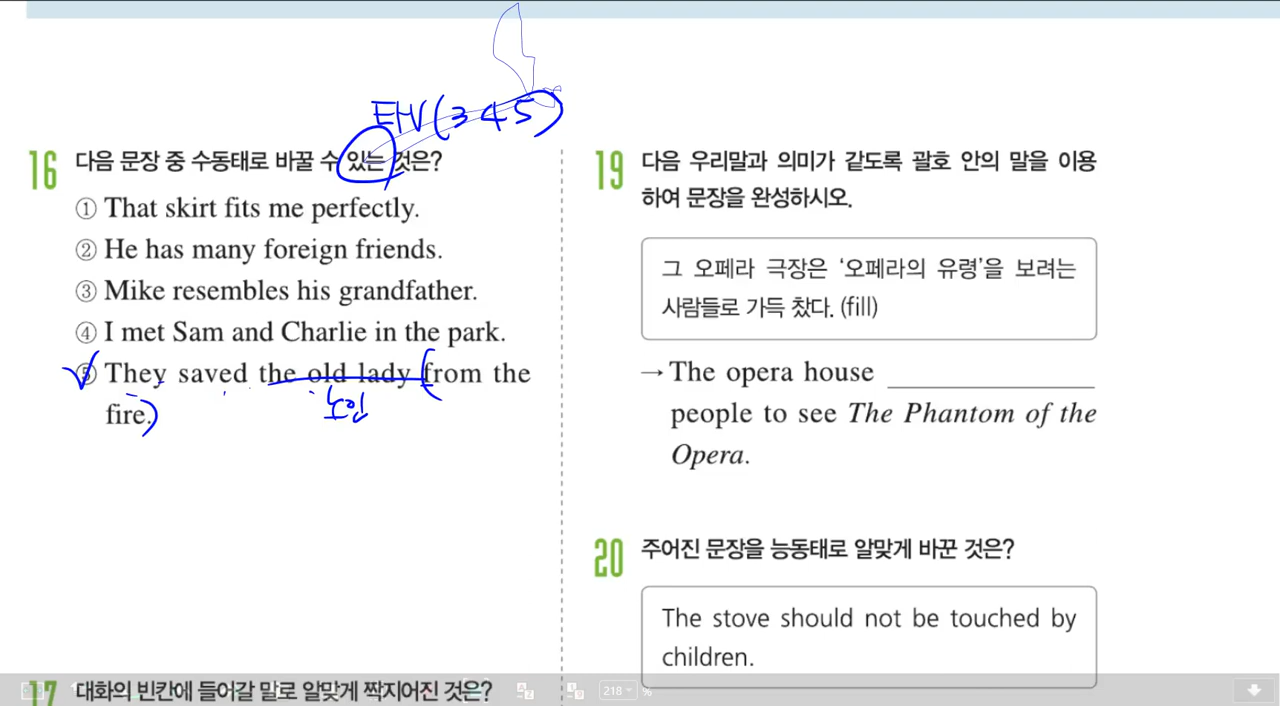 타V(345)
16 다음 문장 중 수동태로 바꿀 수 있는 것은?
① That skirt fits me perfectly.
② He has many foreign friends.
③ Mike resembles his grandfather.
④ I met Sam and Charlie in the park.
⑤ They saved the old lady (from the
fire.)
17 대화의 빈칸에 들어갈 말로 알맞게 짝지어진 것은?
19 다음 우리말과 의미가 같도록 괄호 안의 말을 이용
하여 문장을 완성하시오.
그 오페라 극장은 ‘오페라의 유령’을 보려는
사람들로 가득 찼다. (fill)
→ The opera house
people to see The Phantom of the
Opera.
20 주어진 문장을 능동태로 알맞게 바꾼 것은?
The stove should not be touched by
children.
218 %